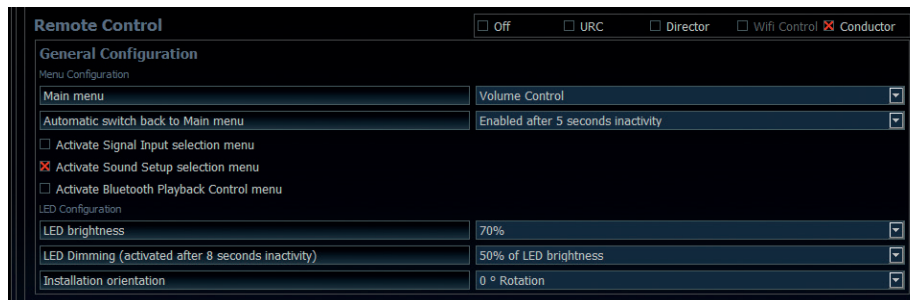 Remote Control Off URC Director Wifi Control Conductor
General Configuration
Menu Configuration
Main menu Volume Control
Automatic switch back to Main menu Enabled after 5 seconds inactivity
Activate Signal Input selection menu
Activate Sound Setup selection menu
Activate Bluetooth Playback Control menu
LED Configuration
LED brightness 70%
LED Dimming (activated after 8 seconds inactivity) 50% of LED brightness
Installation orientation 0 º Rotation